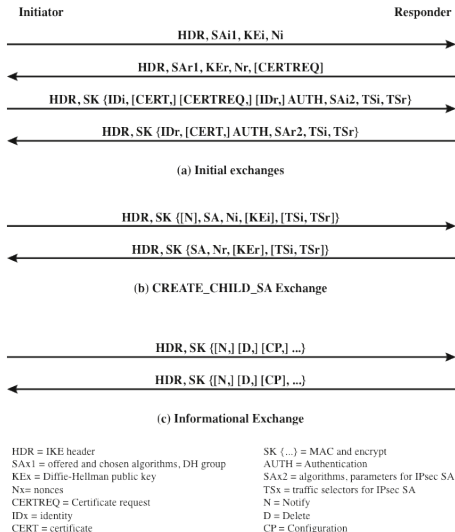 Initiator Responder
HDR, SAi1, KEi, Ni
HDR, SAr1, KEr, Nr, [CERTREQ]
HDR, SK {IDi, [CERT,] [CERTREQ,] [IDr,] AUTH, SAi2, TSi, TSr}
HDR, SK {IDr, [CERT,] AUTH, SAr2, TSi, TSr}
(a) Initial exchanges
HDR, SK {[N], SA, Ni, [KEi], [TSi, TSr]}
HDR, SK {SA, Nr, [KEr], [TSi, TSr]}
(b) CREATE_CHILD_SA Exchange
HDR, SK {[N,] [D,] [CP,] ...}
HDR, SK {[N,] [D,] [CP], ...}
(c) Informational Exchange
HDR = IKE header
SAx1 = offered and chosen algorithms, DH group
KEx = Diffie-Hellman public key
Nx= nonces
CERTREQ = Certificate request
IDx = identity
CERT = certificate
SK {...} = MAC and encrypt
AUTH = Authentication
SAx2 = algorithms, parameters for IPsec SA
TSx = traffic selectors for IPsec SA
N = Notify
D = Delete
CP = Configuration